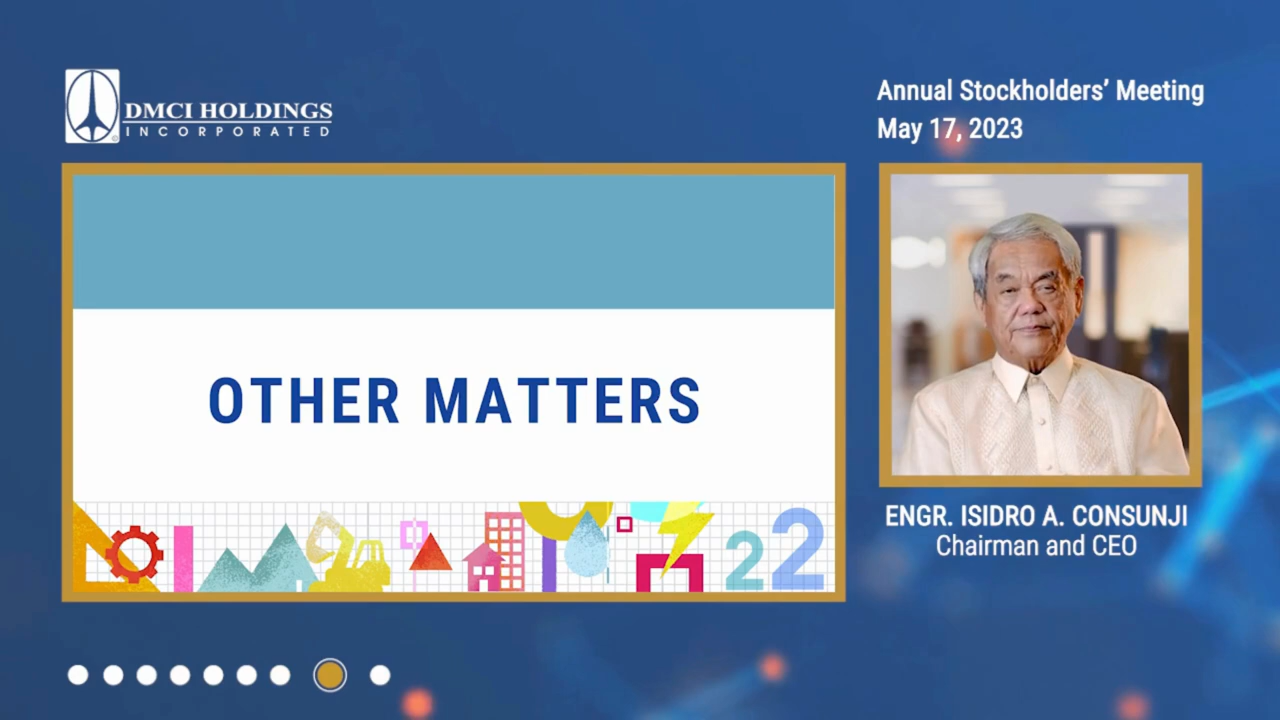 DMCI HOLDINGS
INCORPORATED
Annual Stockholders' Meeting
May 17, 2023
OTHER MATTERS
22
ENGR. ISIDRO A. CONSUNJI
Chairman and CEO